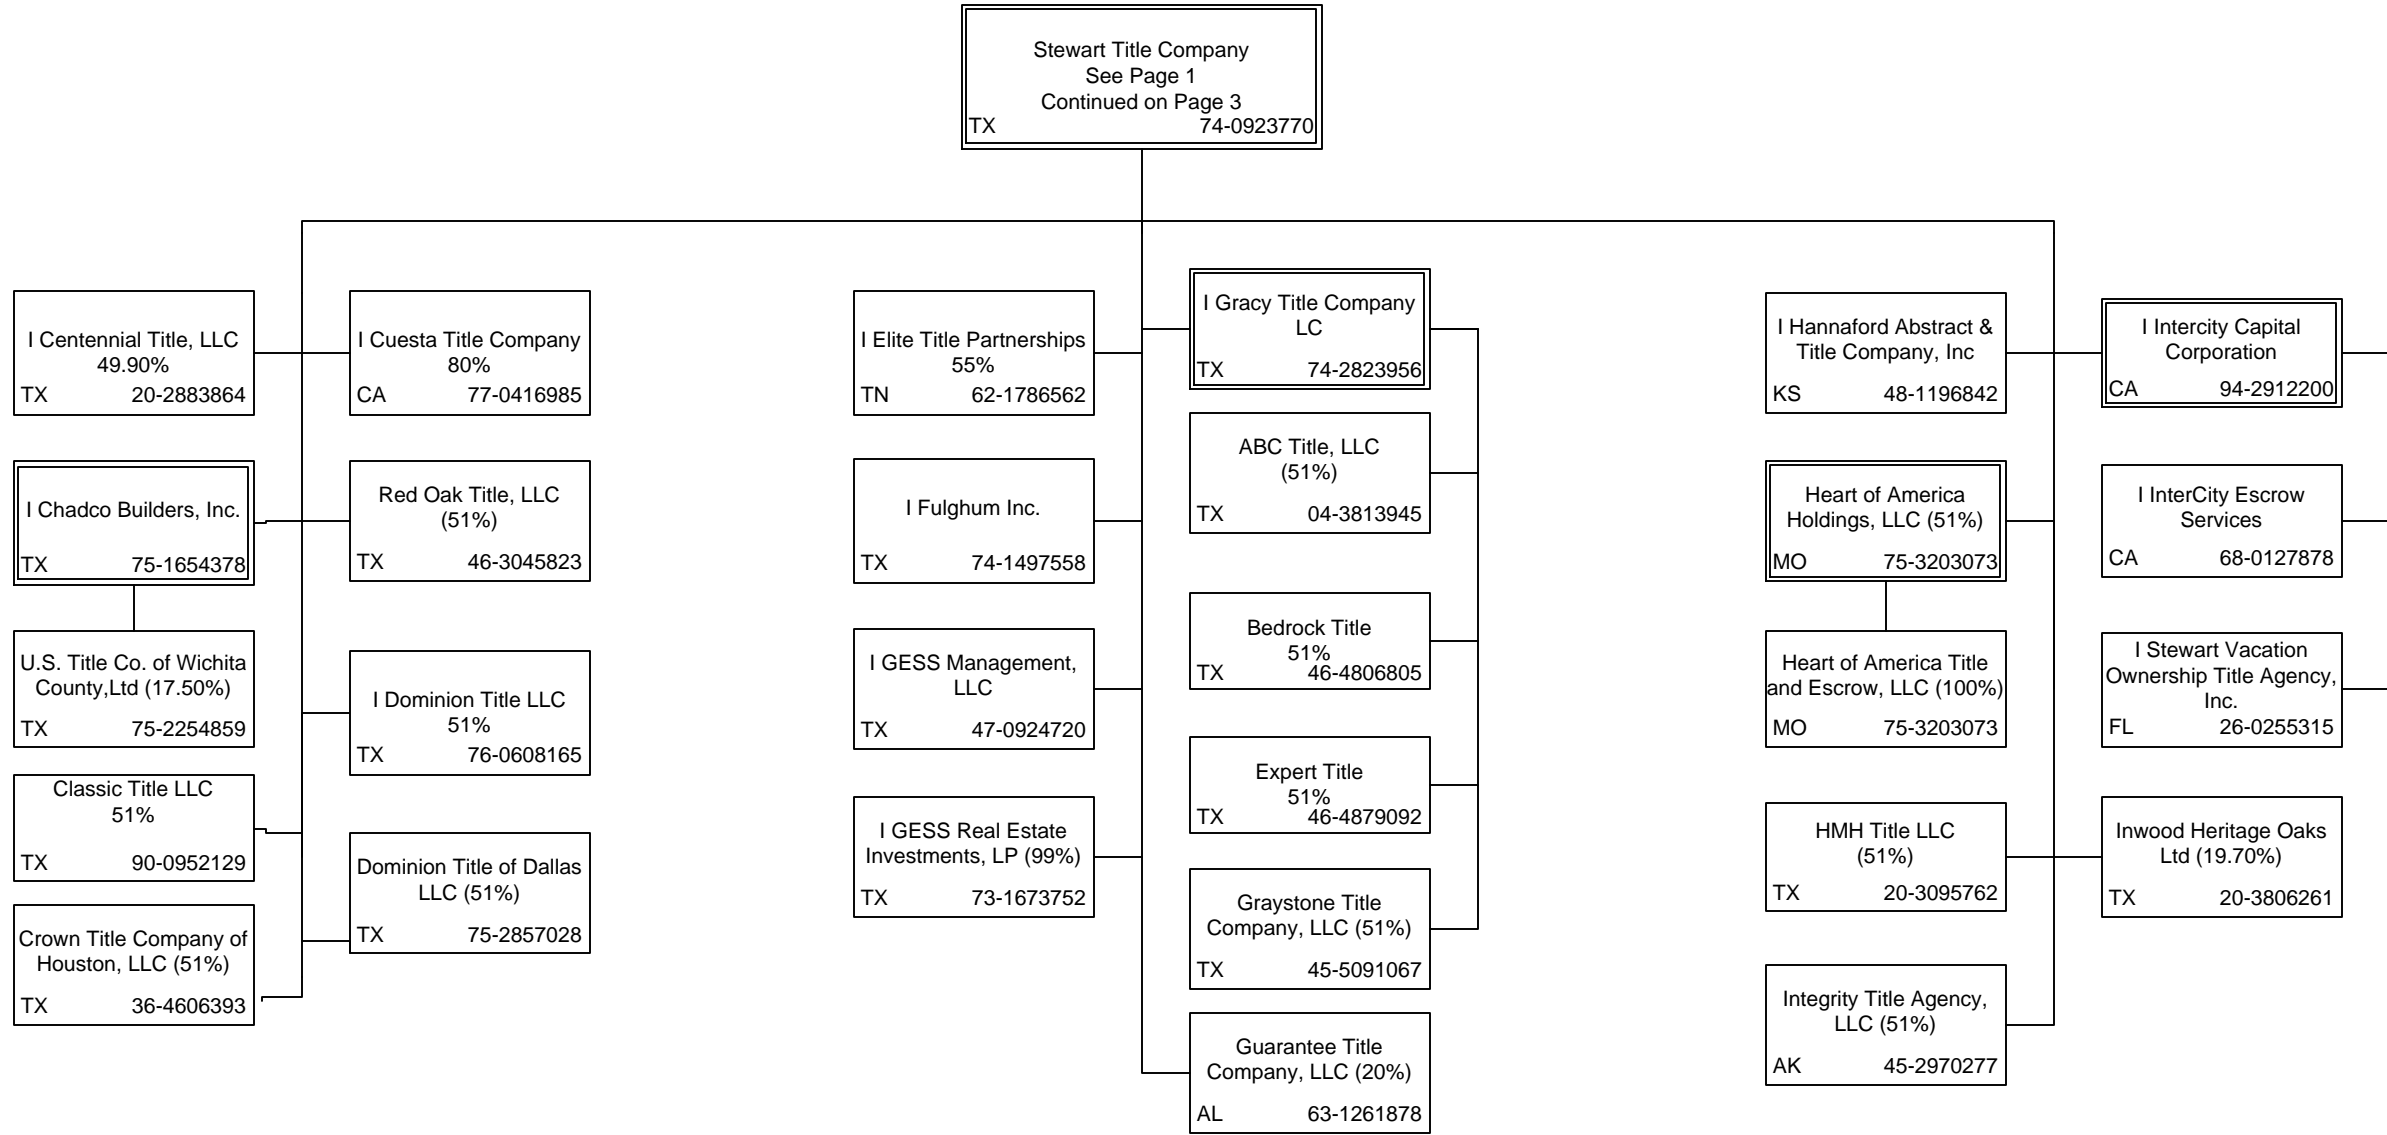 Stewart Title Company
See Page 1
Continued on Page 3
TX 74-0923770
I Centennial Title, LLC
49.90%
TX 20-2883864
I Chadco Builders, Inc.
TX 75-1654378
U.S. Title Co. of Wichita
County,Ltd (17.50%)
TX 75-2254859
Classic Title LLC
51%
TX 90-0952129
Crown Title Company of
Houston, LLC (51%)
TX 36-4606393
I Cuesta Title Company
80%
CA 77-0416985
Red Oak Title, LLC
(51%)
TX 46-3045823
I Dominion Title LLC
51%
TX 76-0608165
Dominion Title of Dallas
LLC (51%)
TX 75-2857028
I Elite Title Partnerships
55%
TN 62-1786562
I Fulghum Inc.
TX 74-1497558
I GESS Management,
LLC
TX 47-0924720
I GESS Real Estate
Investments, LP (99%)
TX 73-1673752
I Gracy Title Company
LC
TX 74-2823956
ABC Title, LLC
(51%)
TX 04-3813945
Bedrock Title
51%
TX 46-4806805
Expert Title
51%
TX 46-4879092
Graystone Title
Company, LLC (51%)
TX 45-5091067
Guarantee Title
Company, LLC (20%)
AL 63-1261878
I Hannaford Abstract &
Title Company, Inc
KS 48-1196842
Heart of America
Holdings, LLC (51%)
MO 75-3203073
Heart of America Title
and Escrow, LLC (100%)
MO 75-3203073
HMH Title LLC
(51%)
TX 20-3095762
Integrity Title Agency,
LLC (51%)
AK 45-2970277
I Intercity Capital
Corporation
CA 94-2912200
I InterCity Escrow
Services
CA 68-0127878
I Stewart Vacation
Ownership Title Agency,
Inc.
FL 26-0255315
Inwood Heritage Oaks
Ltd (19.70%)
TX 20-3806261